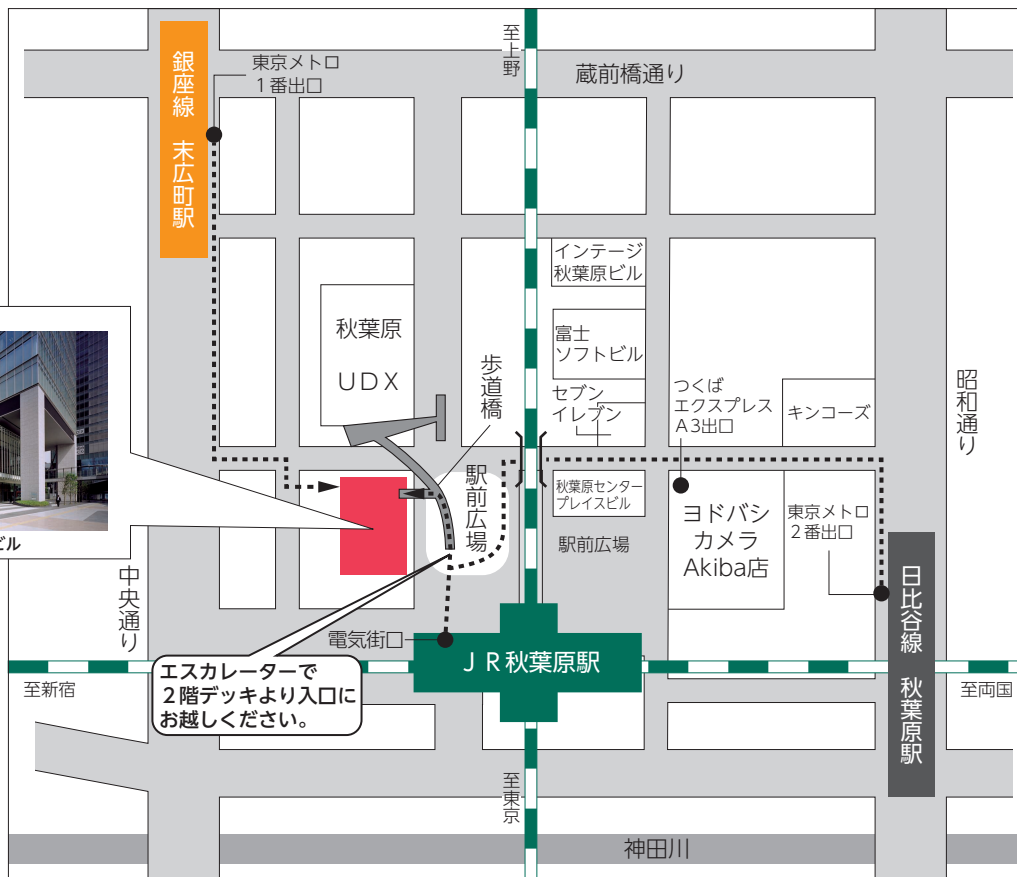 至上野
蔵前橋通り
東京メトロ
１番出口
銀座線 末広町駅
インテージ
秋葉原ビル
秋葉原
UDX
富士
ソフトビル
歩道橋
セブン
イレブン
つくば
エクスプレス
A3出口
キンコーズ
昭和通り
駅前広場
秋葉原センター
プレイスビル
ヨドバシ
カメラ
Akiba店
東京メトロ
２番出口
駅前広場
ビル
中央通り
日比谷線 秋葉原駅
電気街口
ＪＲ秋葉原駅
エスカレーターで
２階デッキより入口に
お越しください。
至新宿
至両国
至東京
神田川